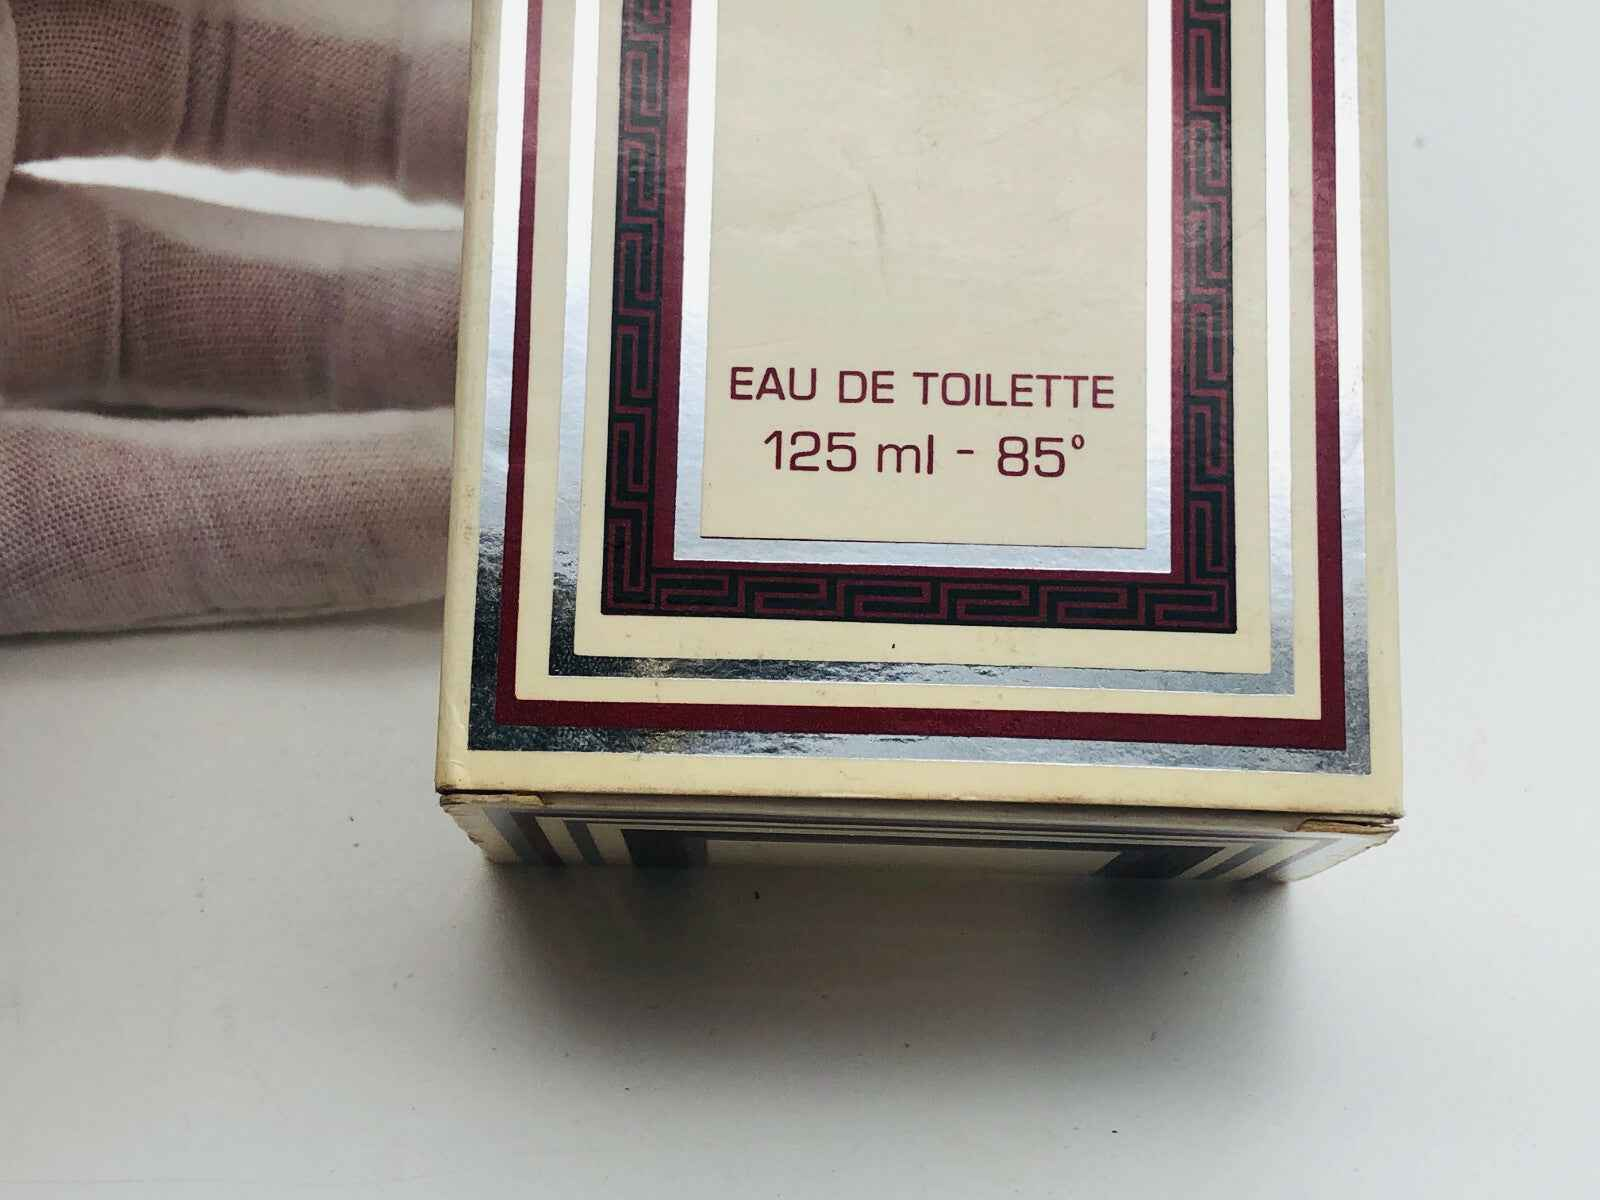 EAU DE TOILETTE
125 ml - 85°